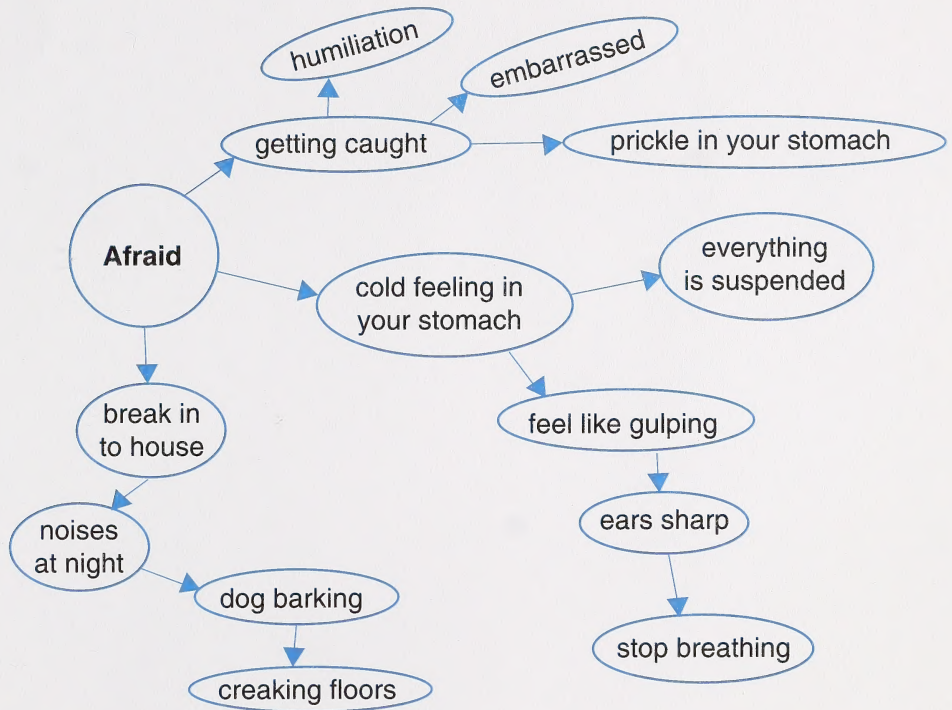 humiliation
embarrassed
getting caught
prickle in your stomach
Afraid
everything
is suspended
cold feeling in
your stomach
break in
to house
feel like gulping
noises
at night
ears sharp
dog barking
stop breathing
creaking floors